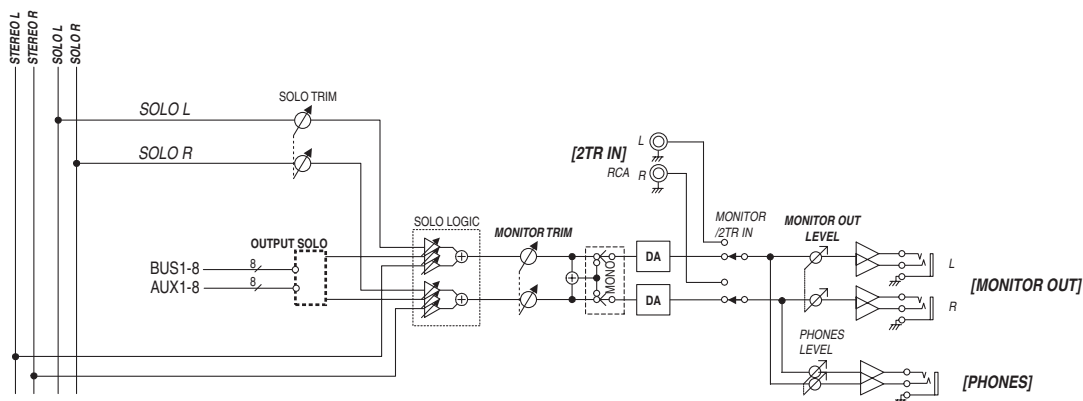 STEREO L
STEREO R
SOLO L
SOLO R
SOLO L
SOLO TRIM
SOLO R
[2TR IN]
L
RCA R
SOLO LOGIC
MONITOR TRIM
MONITOR
/2TR IN
MONITOR OUT
LEVEL
OUTPUT SOLO
BUS1-8
8
AUX1-8
8
MONO
DA
DA
L
R
[MONITOR OUT]
PHONES
LEVEL
[PHONES]